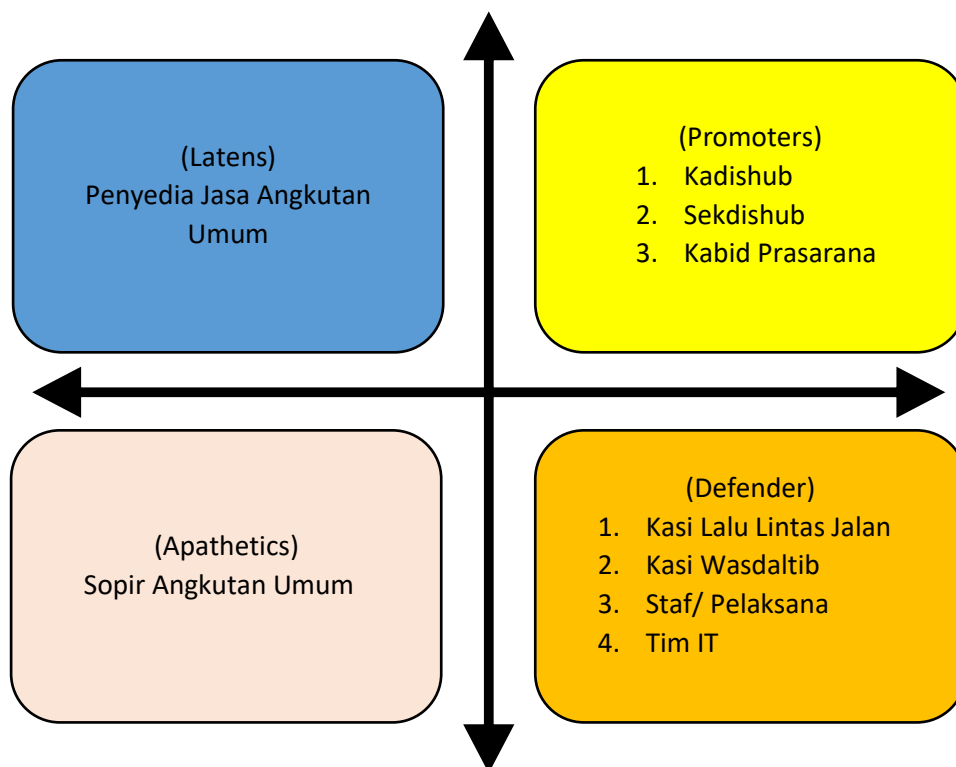 (Latens)
Penyedia Jasa Angkutan
Umum
(Promoters)
1. Kadishub
2. Sekdishub
3. Kabid Prasarana
(Apathetics)
Sopir Angkutan Umum
(Defender)
1. Kasi Lalu Lintas Jalan
2. Kasi Wasdaltib
3. Staf/ Pelaksana
4. Tim IT